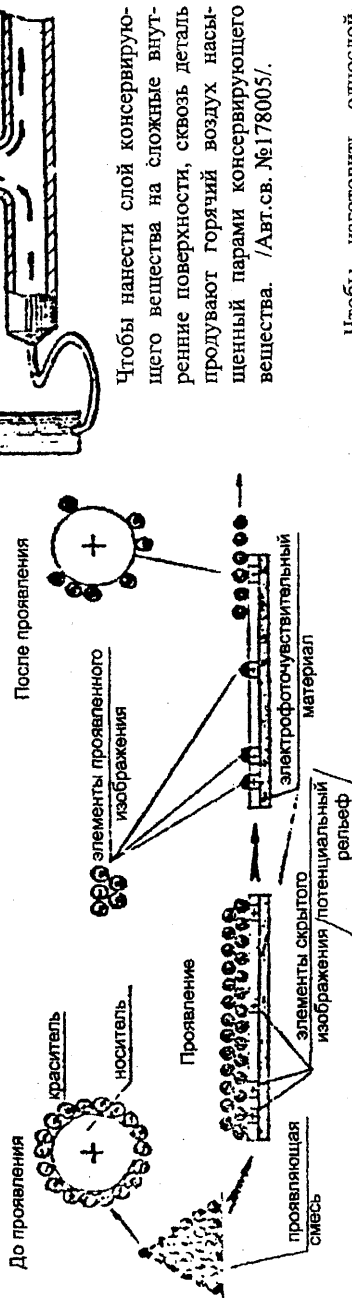 Чтобы нанести слой консервирую-
щего вещества на сложные внут-
ренние поверхности, сквозь деталь
продувают горячий воздух насы-
щенный парами консервирующего
вещества. /Авт.св. №178005/.
До проявления
краситель
носитель
Проявление
проявляющая
смесь
элементы скрытого
изображения /потенциальный
рельеф
После проявления
элементы проявленного
изображения
электрофоточувствительный
материал